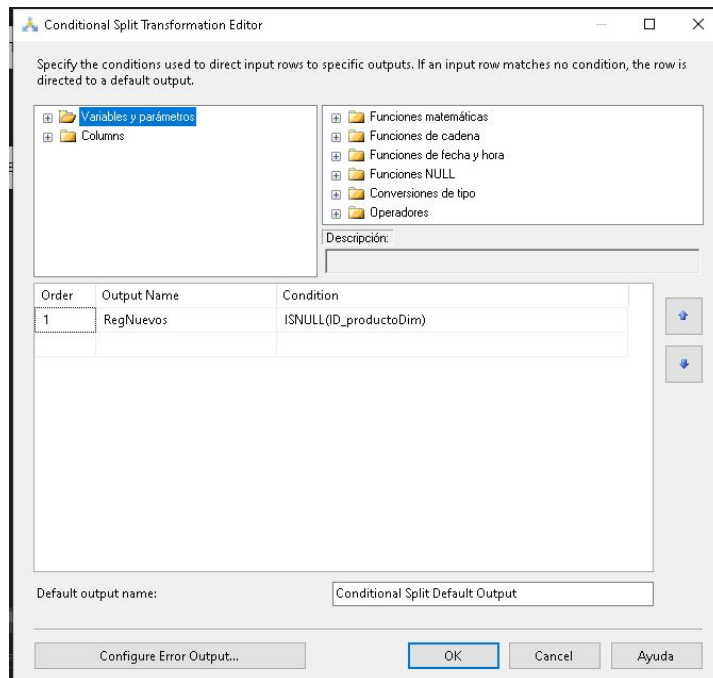 Conditional Split Transformation Editor
Specify the conditions used to direct input rows to specific outputs. If an input row matches no condition, the row is
directed to a default output.
Variables y parámetros
Columns
Funciones matemáticas
Funciones de cadena
Funciones de fecha y hora
Funciones NULL
Conversiones de tipo
Operadores
Descripción:
Order Output Name Condition
1 RegNuevos ISNULL(ID_productoDim)
Default output name: Conditional Split Default Output
Configure Error Output... OK Cancel Ayuda